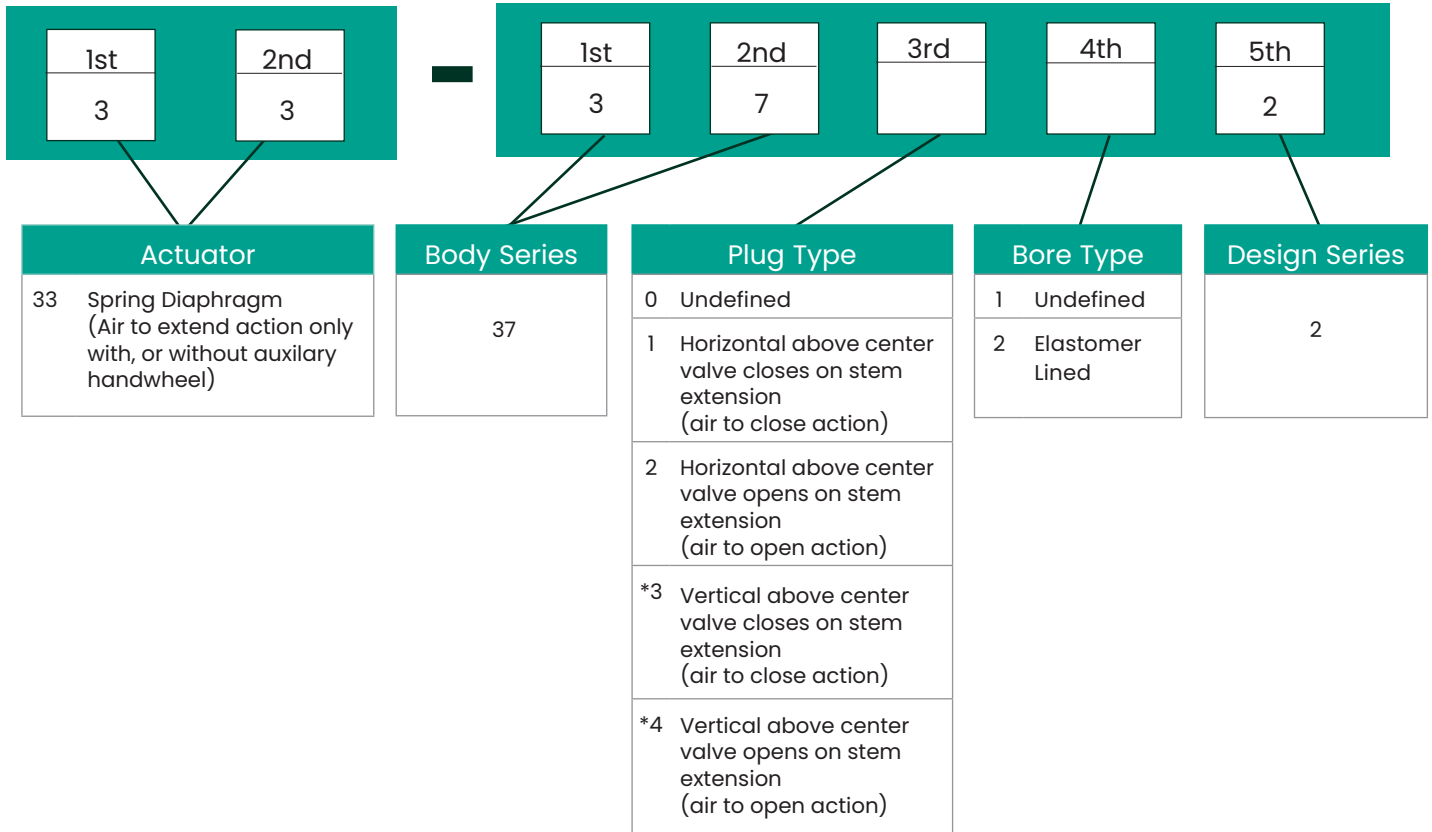 1st
3
2nd
3
1st
3
2nd
7
3rd
4th
5th
2
Actuator
33 Spring Diaphragm
(Air to extend action only
with, or without auxilary
handwheel)
Body Series
37
Plug Type
0 Undefined
1 Horizontal above center
valve closes on stem
extension
(air to close action)
2 Horizontal above center
valve opens on stem
extension
(air to open action)
*3 Vertical above center
valve closes on stem
extension
(air to close action)
*4 Vertical above center
valve opens on stem
extension
(air to open action)
Bore Type
1 Undefined
2 Elastomer
Lined
Design Series
2